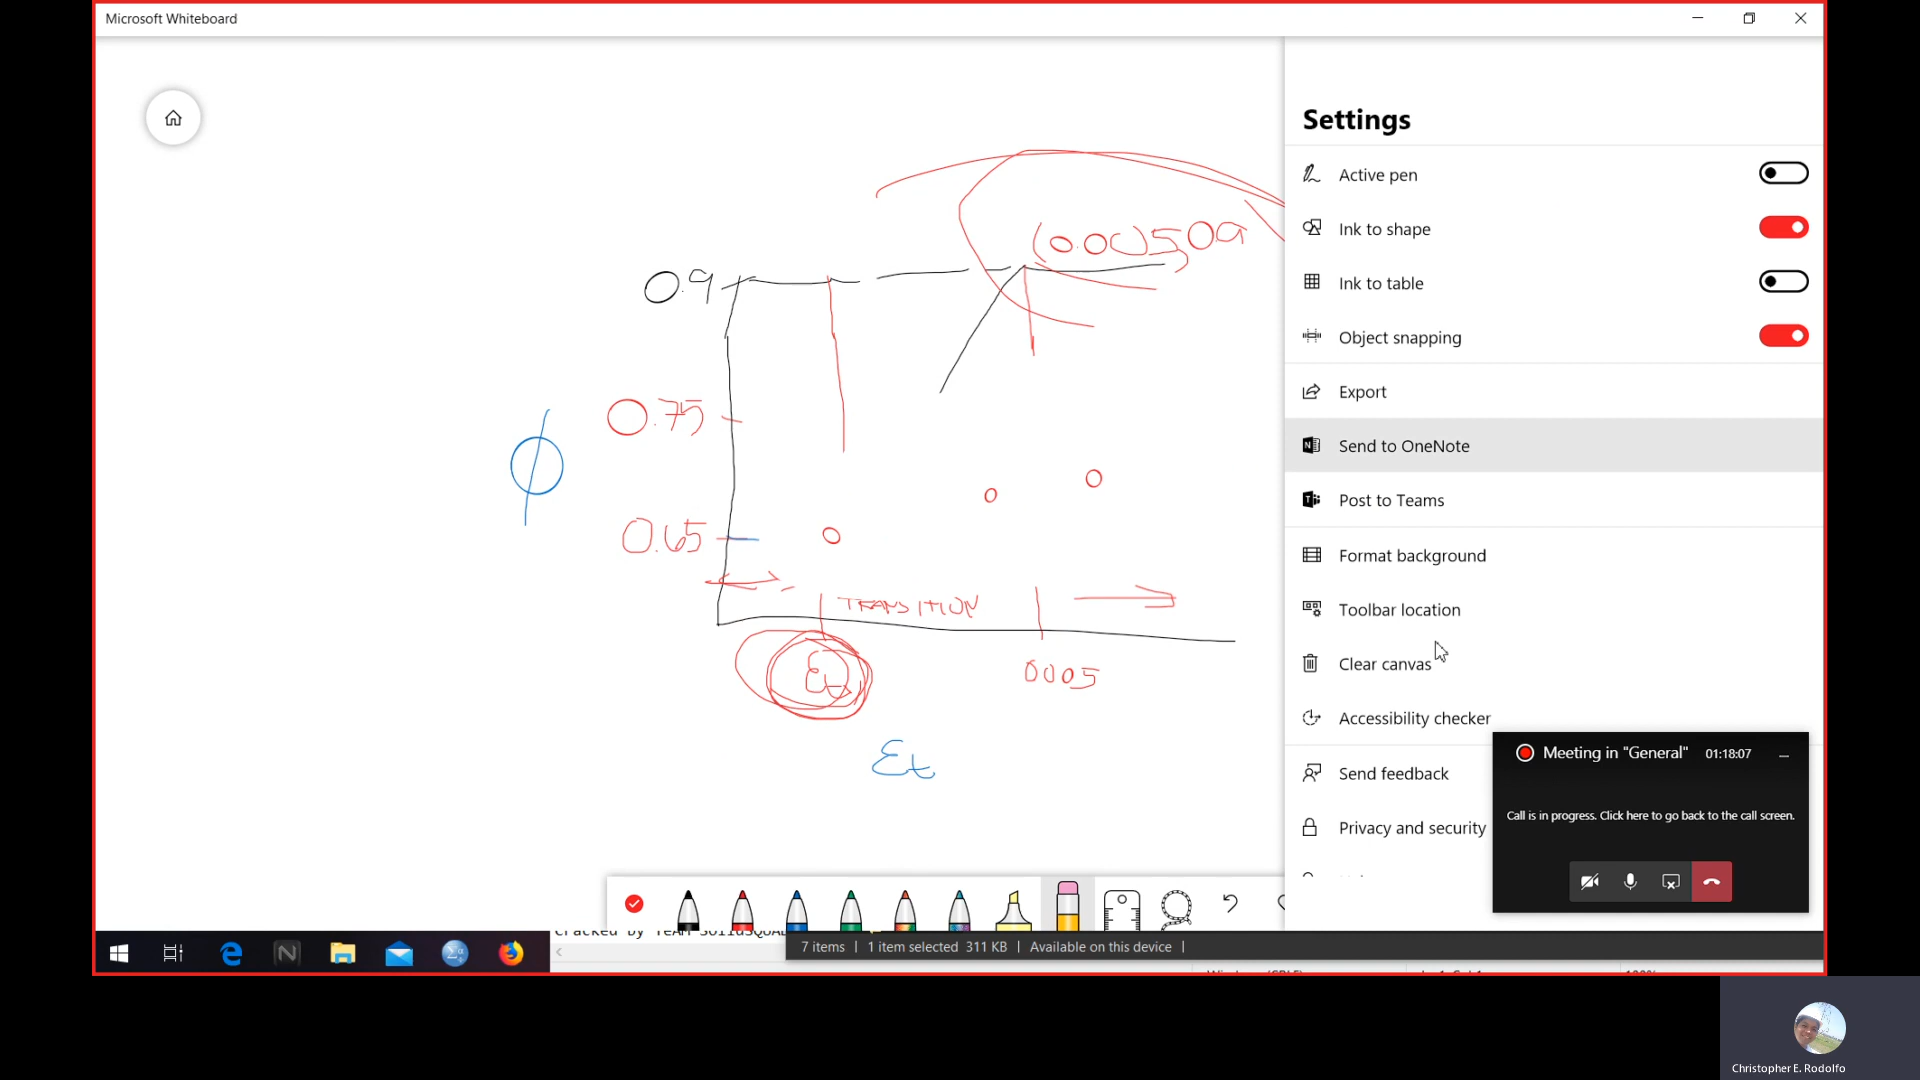 Microsoft Whiteboard
Settings
Active pen
Ink to shape
Ink to table
Object snapping
Export
Send to OneNote
Post to Teams
Format background
Toolbar location
Clear canvas
Accessibility checker
Send feedback
Privacy and security
(0.005,0.9
0.9
0.75
ϕ
0.65
TRANSITION
0005
εt
Meeting in "General" 01:18:07
Call is in progress. Click here to go back to the call screen.
7 items | 1 item selected 311 KB | Available on this device |
Christopher E. Rodolfo